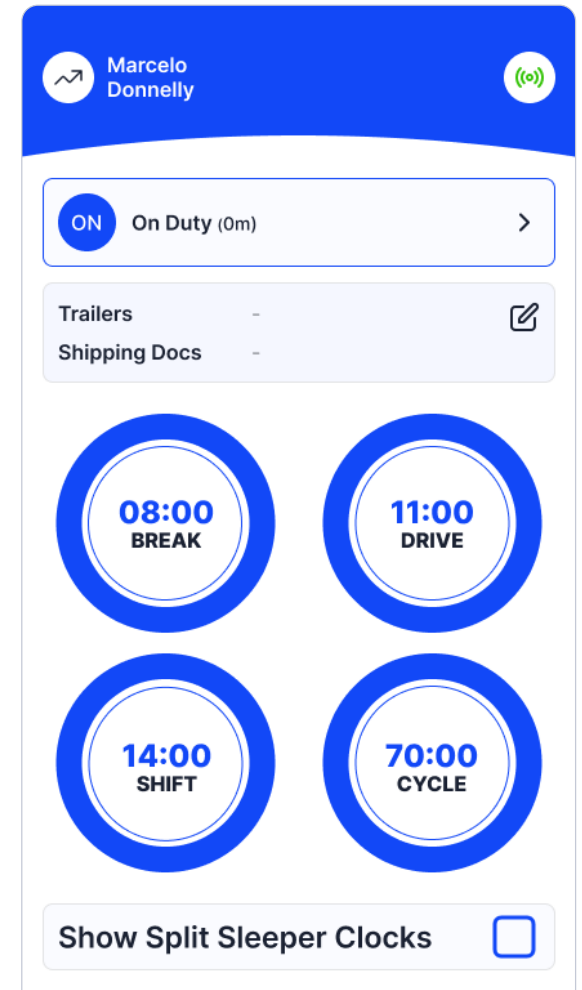 Marcelo
Donnelly
ON On Duty (0m)
Trailers -
Shipping Docs -
08:00
BREAK
11:00
DRIVE
14:00
SHIFT
70:00
CYCLE
Show Split Sleeper Clocks